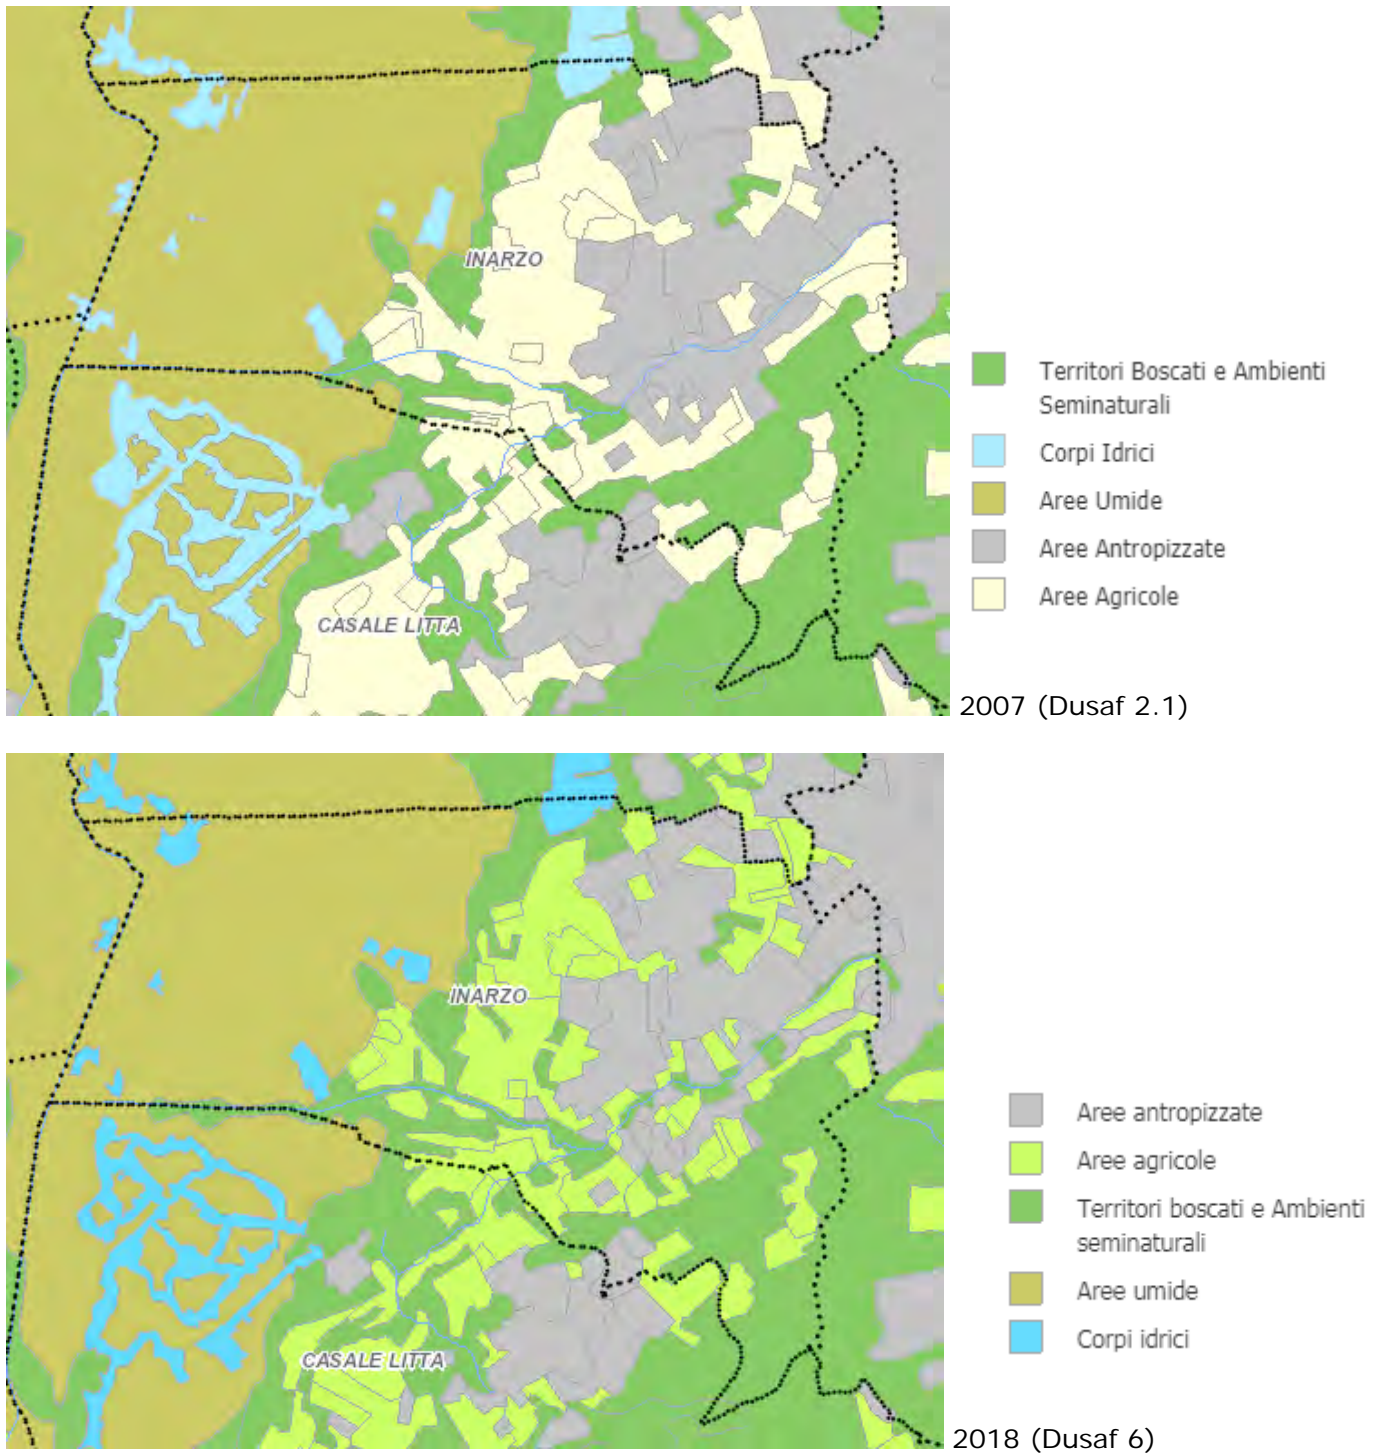 INARZO
CASALE LITTA
Territori Boscati e Ambienti
Seminaturali
Corpi Idrici
Aree Umide
Aree Antropizzate
Aree Agricole
2007 (Dusaf 2.1)
INARZO
CASALE LITTA
Aree antropizzate
Aree agricole
Territori boscati e Ambienti
seminaturali
Aree umide
Corpi idrici
2018 (Dusaf 6)